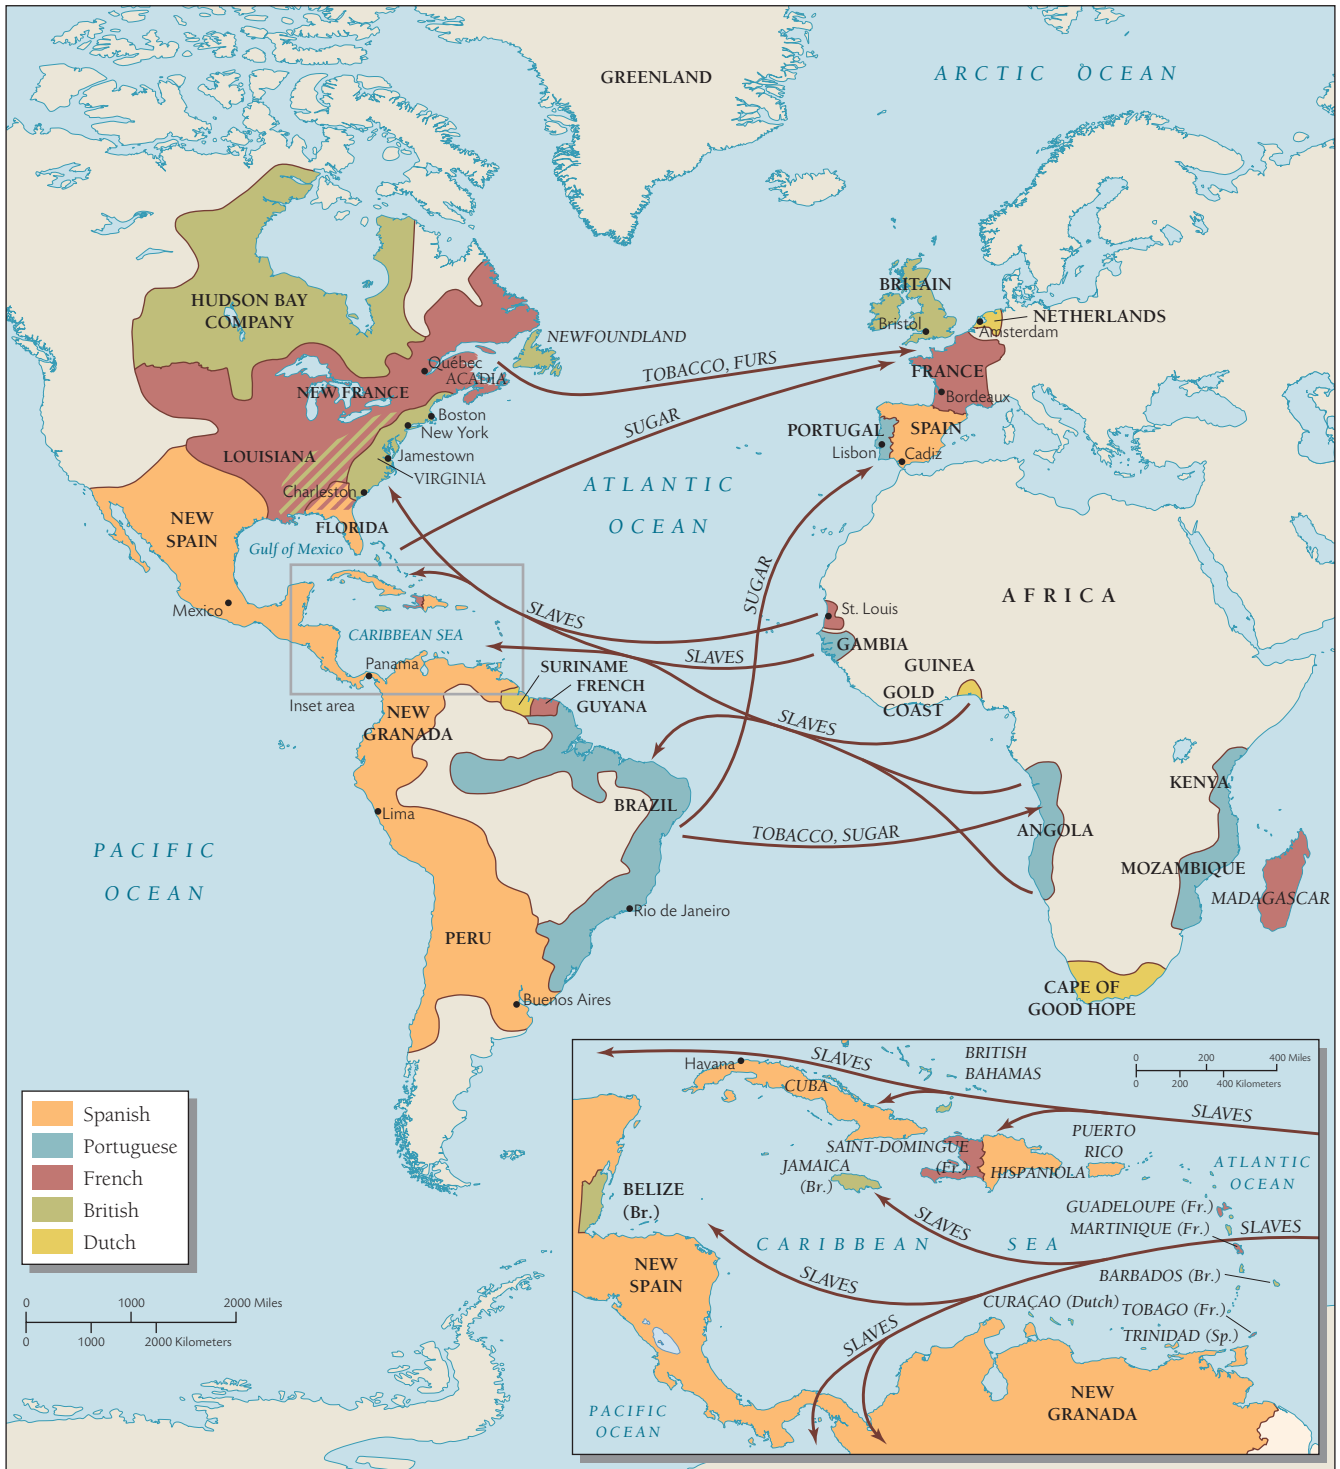 GREENLAND
ARCTIC OCEAN
HUDSON BAY
COMPANY
NEWFOUNDLAND
Québec
ACADIA
NEW FRANCE
Boston
New York
LOUISIANA
Jamestown
VIRGINIA
Charleston
NEW
SPAIN
FLORIDA
Gulf of Mexico
Mexico
CARIBBEAN SEA
Panama
Inset area
TOBACCO, FURS
SUGAR
ATLANTIC
OCEAN
BRITAIN
Bristol
NETHERLANDS
Amsterdam
FRANCE
Bordeaux
PORTUGAL
SPAIN
Lisbon
Cadiz
SUGAR
SLAVES
SLAVES
AFRICA
St. Louis
GAMBIA
GUINEA
GOLD
COAST
SURINAME
FRENCH
GUYANA
NEW
GRANADA
SLAVES
BRAZIL
Lima
TOBACCO, SUGAR
ANGOLA
KENYA
MOZAMBIQUE
MADAGASCAR
PACIFIC
OCEAN
Rio de Janeiro
PERU
Buenos Aires
CAPE OF
GOOD HOPE
Spanish
Portuguese
French
British
Dutch
0 1000 2000 Miles
0 1000 2000 Kilometers
Havana
SLAVES
BRITISH
BAHAMAS
0 200 400 Miles
0 200 400 Kilometers
CUBA
SLAVES
SAINT-DOMINGUE
(Fr.)
PUERTO
RICO
JAMAICA
(Br.)
HISPANIOLA
ATLANTIC
OCEAN
BELIZE
(Br.)
GUADELOUPE (Fr.)
MARTINIQUE (Fr.)
SLAVES
SLAVES
CARIBBEAN SEA
NEW
SPAIN
SLAVES
BARBADOS (Br.)
CURAÇAO (Dutch)
TOBAGO (Fr.)
TRINIDAD (Sp.)
SLAVES
PACIFIC
OCEAN
NEW
GRANADA